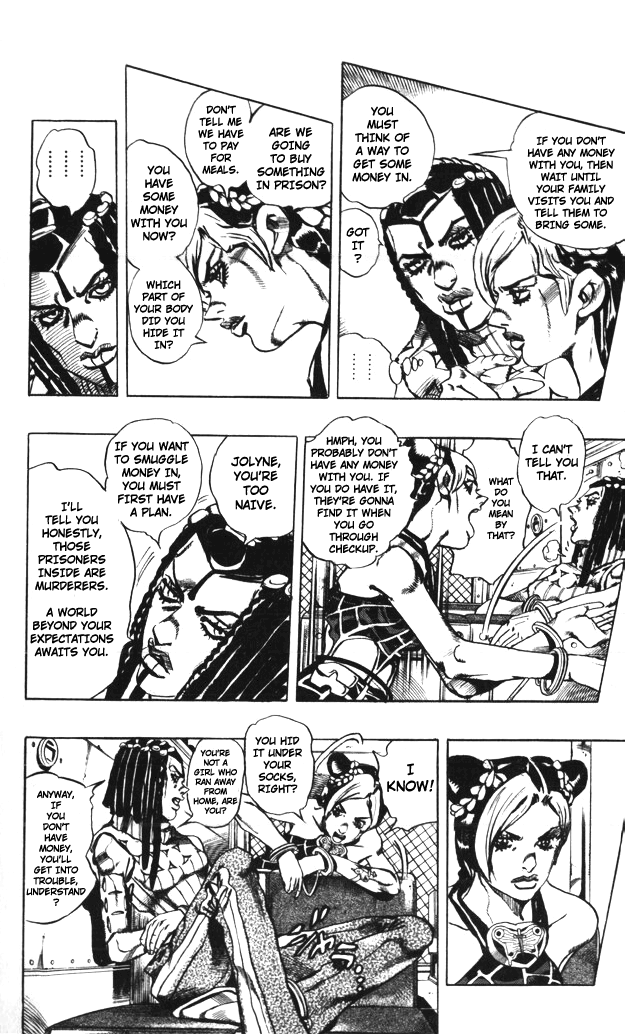 IF YOU DON'T
HAVE ANY MONEY
WITH YOU, THEN
WAIT UNTIL
YOUR FAMILY
VISITS YOU AND
TELL THEM TO
BRING SOME.
YOU
MUST
THINK OF
A WAY TO
GET SOME
MONEY IN.
GOT
IT
?
......
ARE WE
GOING
TO BUY
SOMETHING
IN PRISON?
DON'T
TELL ME
WE HAVE
TO PAY
FOR
MEALS.
YOU
HAVE
SOME
MONEY
WITH YOU
NOW?
WHICH
PART OF
YOUR BODY
DID YOU
HIDE IT
IN?
......
I CAN'T
TELL YOU
THAT.
WHAT
DO
YOU
MEAN
BY
THAT?
HMPH, YOU
PROBABLY DON'T
HAVE ANY MONEY
WITH YOU. IF
YOU DO HAVE IT,
THEY'RE GONNA
FIND IT WHEN
YOU GO
THROUGH
CHECKUP.
JOLYNE,
YOU'RE
TOO
NAIVE.
IF YOU WANT
TO SMUGGLE
MONEY IN,
YOU MUST
FIRST HAVE
A PLAN.
I'LL
TELL YOU
HONESTLY,
THOSE
PRISONERS
INSIDE ARE
MURDERERS.
A WORLD
BEYOND YOUR
EXPECTATIONS
AWAITS YOU.
I
KNOW!
YOU HID
IT UNDER
YOUR
SOCKS,
RIGHT?
YOU'RE
NOT A
GIRL WHO
RAN AWAY
FROM
HOME, ARE
YOU?
ANYWAY,
IF
YOU
DON'T
HAVE
MONEY,
YOU'LL
GET INTO
TROUBLE,
UNDERSTAND
?